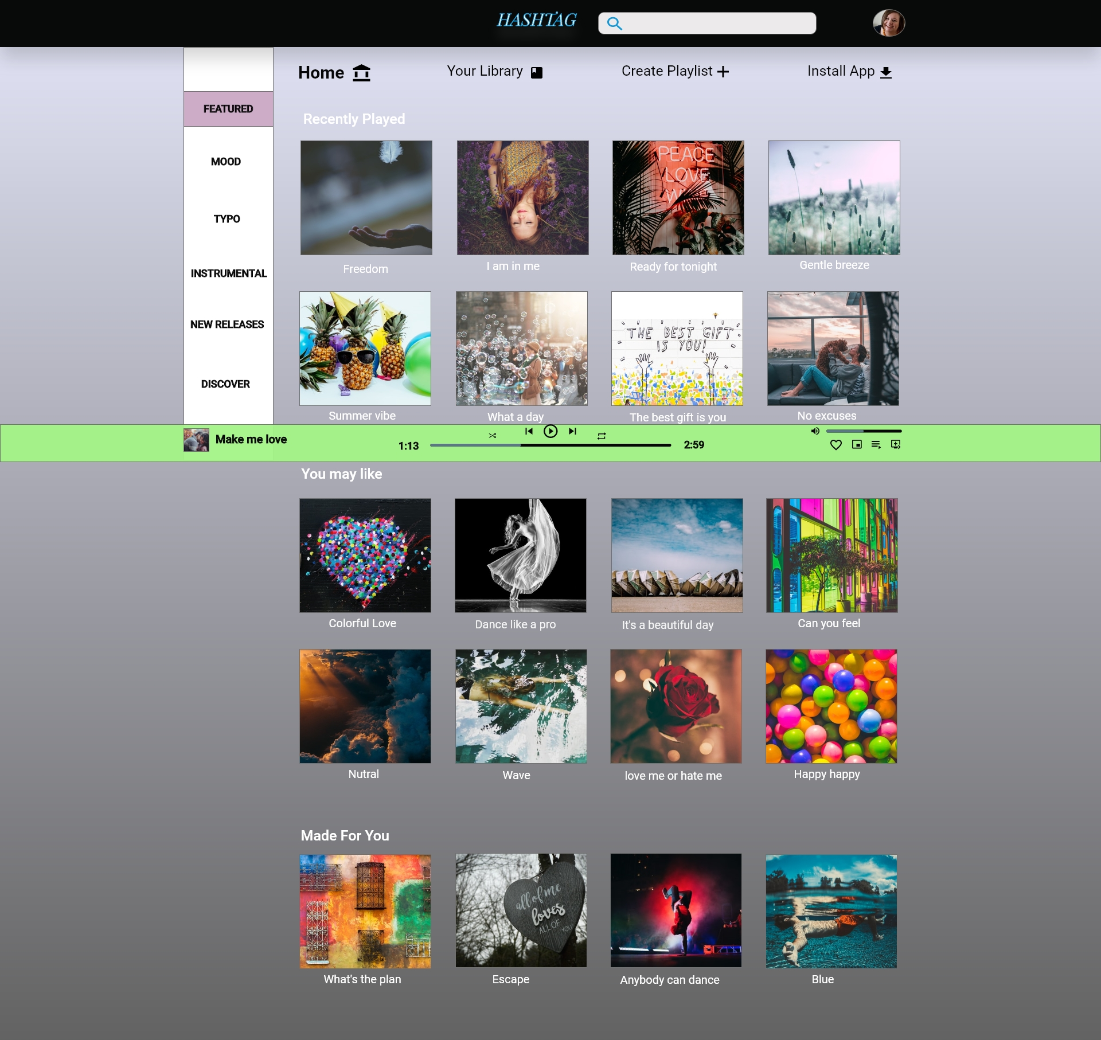 HASHTAG
Home
Your Library
Create Playlist
Install App
FEATURED
Recently Played
MOOD
TYPO
INSTRUMENTAL
NEW RELEASES
DISCOVER
PEACE
LOVE
Freedom
I am in me
Ready for tonight
Gentle breeze
THE BEST GIFT
IS YOU!
Summer vibe
What a day
The best gift is you
No excuses
Make me love
1:13
2:59
You may like
Colorful Love
Dance like a pro
It's a beautiful day
Can you feel
Nutral
Wave
love me or hate me
Happy happy
Made For You
all of me
loves
ALL OF
What's the plan
Escape
Anybody can dance
Blue